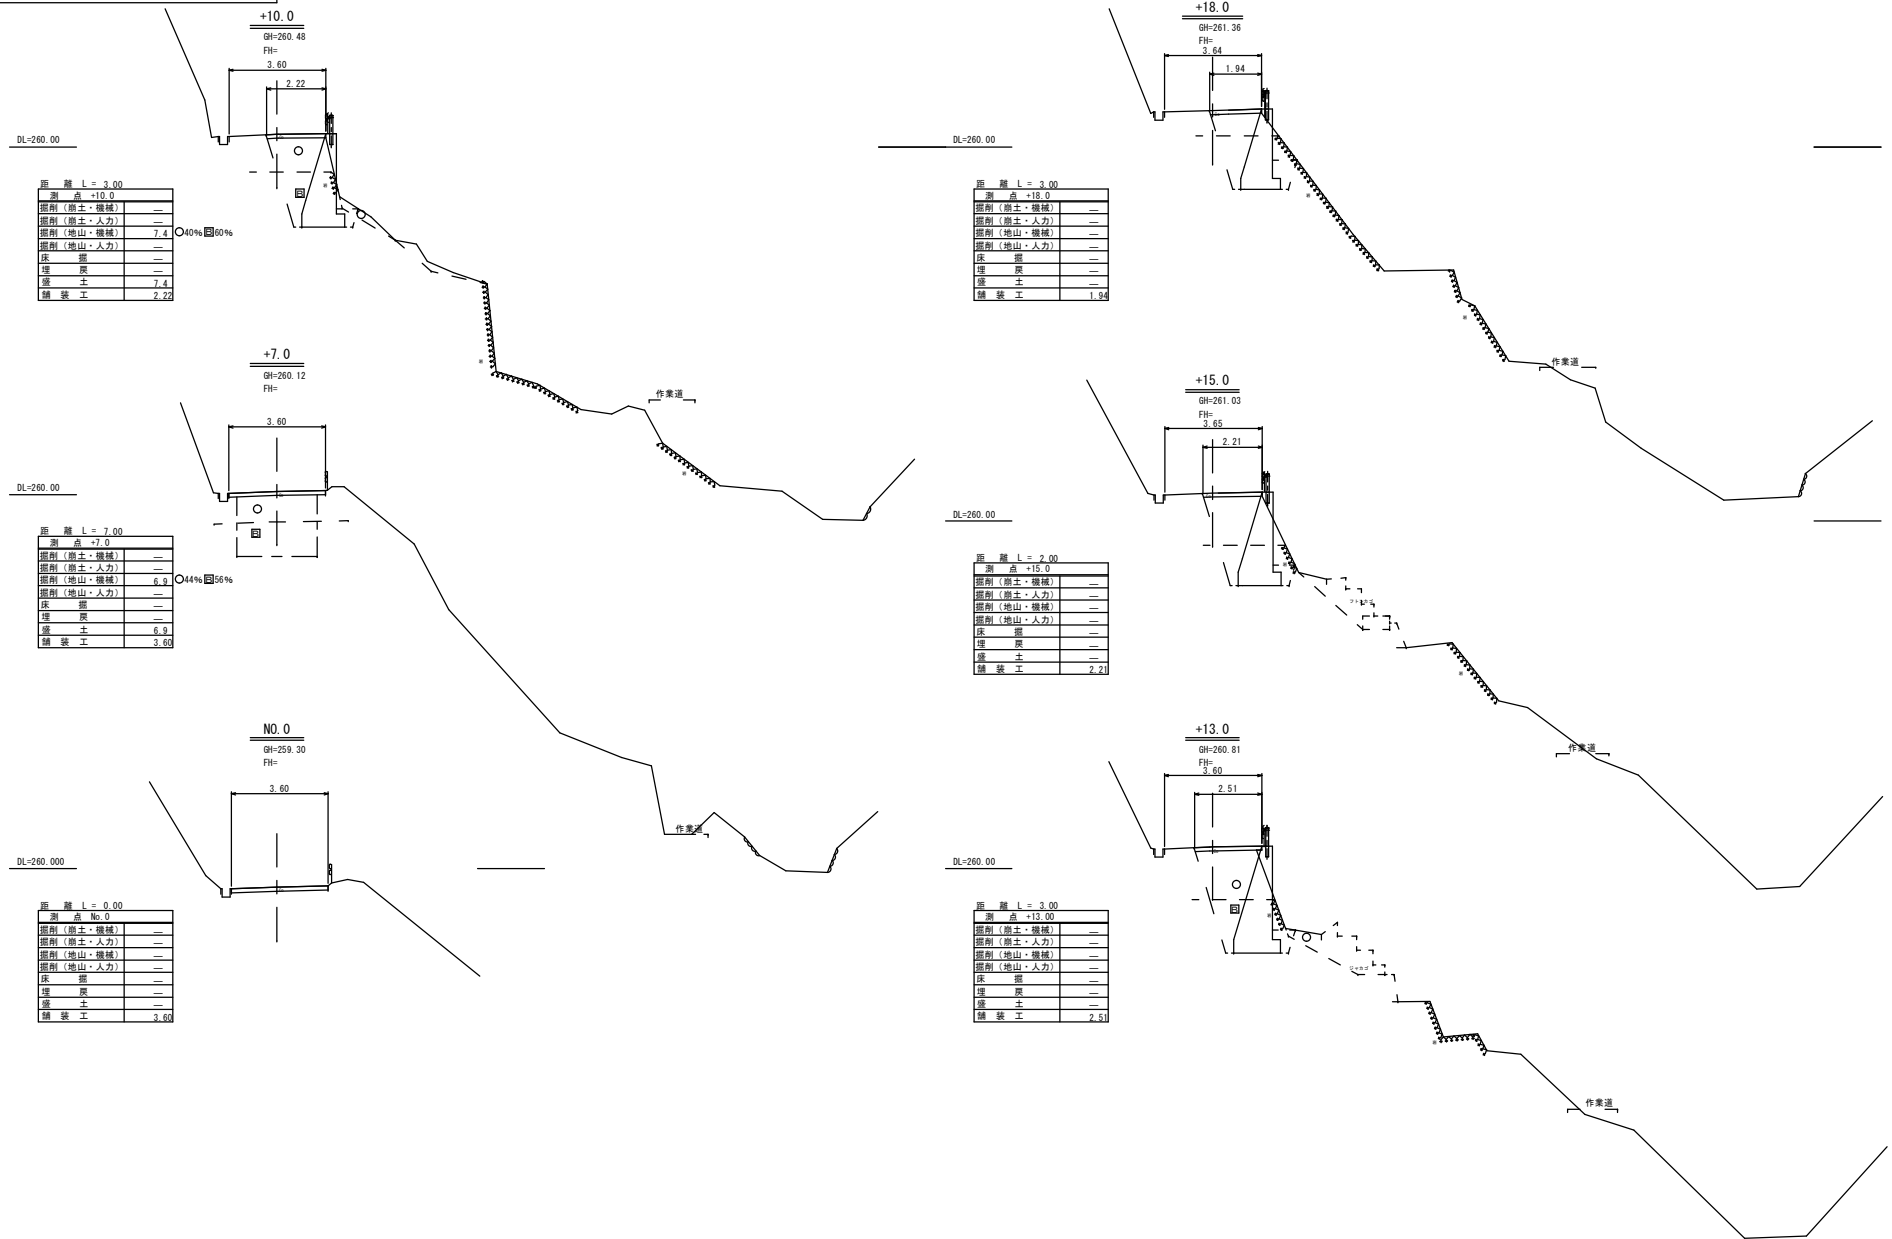 +10.0
GH=260.48
FH=
3.60
2.22
DL=260.00
距 離 L = 3.00
測 点 +10.0
掘削（崩土・機械） —
掘削（崩土・人力） —
掘削（地山・機械） 7.4 ○40% B60%
掘削（地山・人力） —
床 掘 —
埋 戻 —
盛 土 7.4
舗 装 工 2.22
B
作業道
+7.0
GH=260.12
FH=
3.60
DL=260.00
距 離 L = 7.00
測 点 +7.0
掘削（崩土・機械） —
掘削（崩土・人力） —
掘削（地山・機械） 6.9 ○44% B56%
掘削（地山・人力） —
床 掘 —
埋 戻 —
盛 土 6.9
舗 装 工 3.60
B
作業道
NO.0
GH=259.30
FH=
3.60
DL=260.000
距 離 L = 0.00
測 点 No.0
掘削（崩土・機械） —
掘削（崩土・人力） —
掘削（地山・機械） —
掘削（地山・人力） —
床 掘 —
埋 戻 —
盛 土 —
舗 装 工 3.60
+18.0
GH=261.36
FH=
3.64
1.94
DL=260.00
距 離 L = 3.00
測 点 +18.0
掘削（崩土・機械） —
掘削（崩土・人力） —
掘削（地山・機械） —
掘削（地山・人力） —
床 掘 —
埋 戻 —
盛 土 —
舗 装 工 1.94
作業道
+15.0
GH=261.03
FH=
3.65
2.21
DL=260.00
距 離 L = 2.00
測 点 +15.0
掘削（崩土・機械） —
掘削（崩土・人力） —
掘削（地山・機械） —
掘削（地山・人力） —
床 掘 —
埋 戻 —
盛 土 —
舗 装 工 2.21
作業道
+13.0
GH=260.81
FH=
3.60
2.51
DL=260.00
距 離 L = 3.00
測 点 +13.00
掘削（崩土・機械） —
掘削（崩土・人力） —
掘削（地山・機械） —
掘削（地山・人力） —
床 掘 —
埋 戻 —
盛 土 —
舗 装 工 2.51
B
作業道